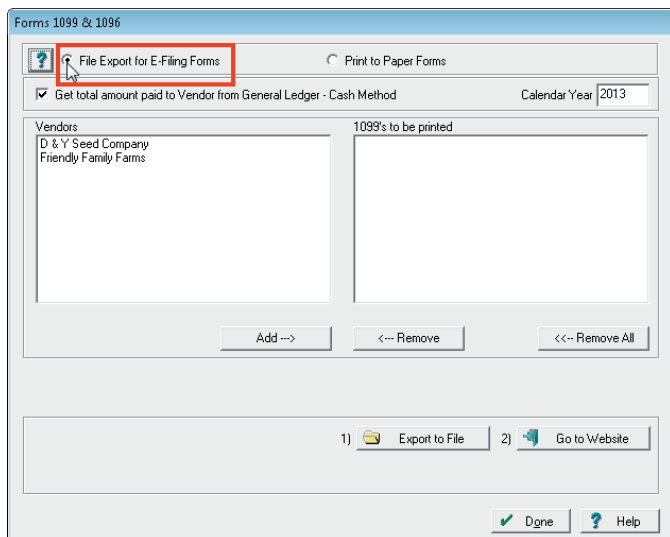 Forms 1099 & 1096
? File Export for E-Filing Forms Print to Paper Forms
Get total amount paid to Vendor from General Ledger - Cash Method Calendar Year 2013
Vendors 1099's to be printed
D & Y Seed Company
Friendly Family Farms
Add ---> <--- Remove <<-- Remove All
1) Export to File 2) Go to Website
Done ? Help